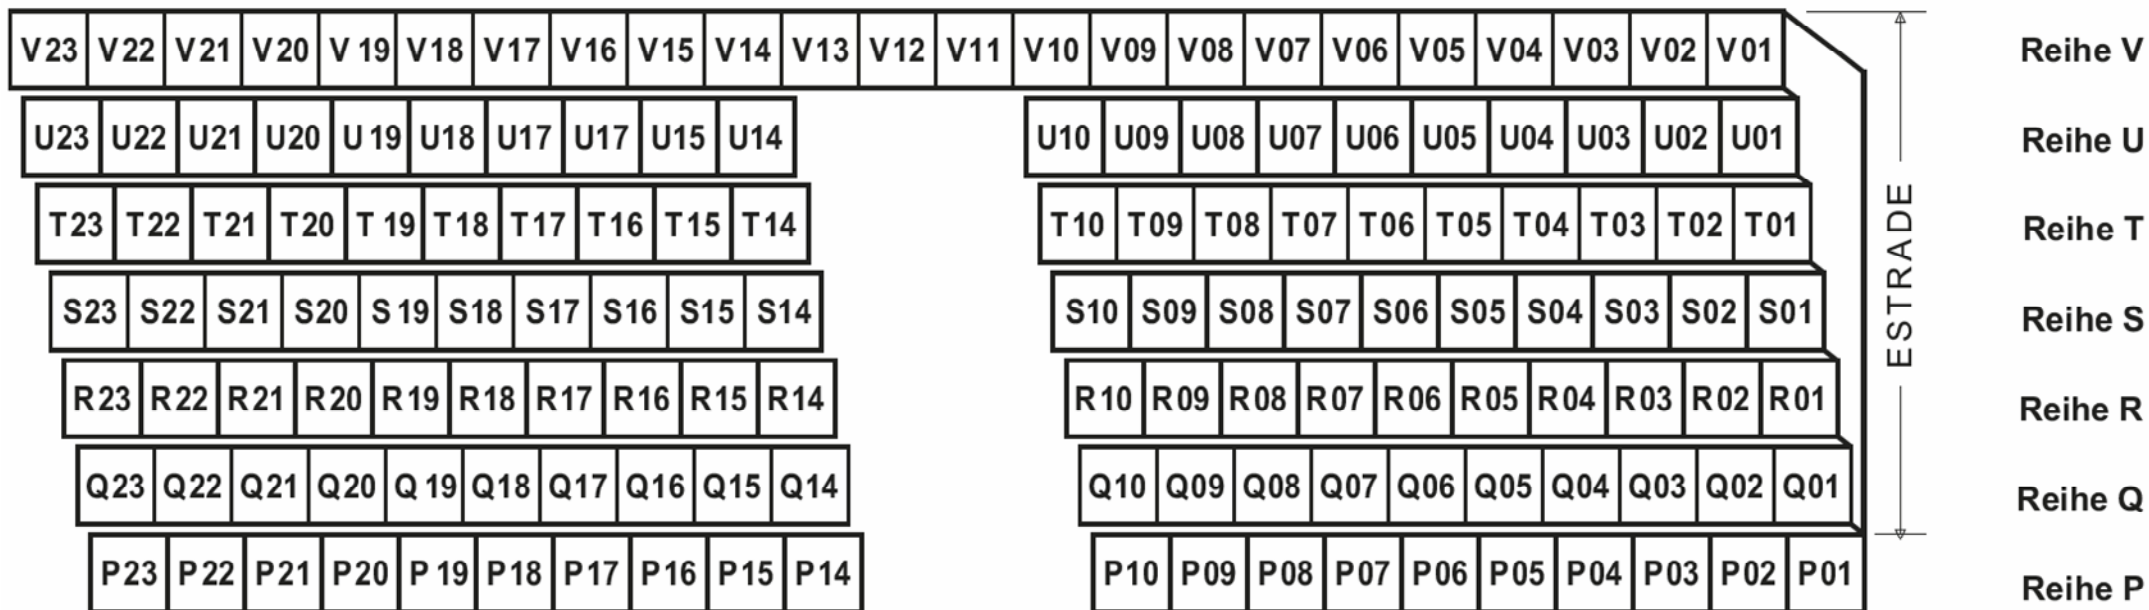 V23 V22 V21 V20 V19 V18 V17 V16 V15 V14 V13 V12 V11 V10 V09 V08 V07 V06 V05 V04 V03 V02 V01 Reihe V
U23 U22 U21 U20 U19 U18 U17 U17 U15 U14 U10 U09 U08 U07 U06 U05 U04 U03 U02 U01 Reihe U
T23 T22 T21 T20 T19 T18 T17 T16 T15 T14 T10 T09 T08 T07 T06 T05 T04 T03 T02 T01 Reihe T
S23 S22 S21 S20 S19 S18 S17 S16 S15 S14 S10 S09 S08 S07 S06 S05 S04 S03 S02 S01 Reihe S
R23 R22 R21 R20 R19 R18 R17 R16 R15 R14 R10 R09 R08 R07 R06 R05 R04 R03 R02 R01 Reihe R
Q23 Q22 Q21 Q20 Q19 Q18 Q17 Q16 Q15 Q14 Q10 Q09 Q08 Q07 Q06 Q05 Q04 Q03 Q02 Q01 Reihe Q
P23 P22 P21 P20 P19 P18 P17 P16 P15 P14 P10 P09 P08 P07 P06 P05 P04 P03 P02 P01 Reihe P
ESTRADE